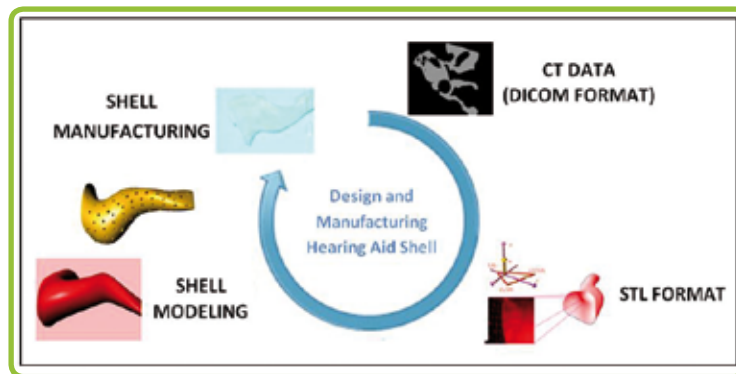 CT DATA
(DICOM FORMAT)
STL FORMAT
SHELL
MODELING
SHELL
MANUFACTURING
Design and
Manufacturing
Hearing Aid Shell